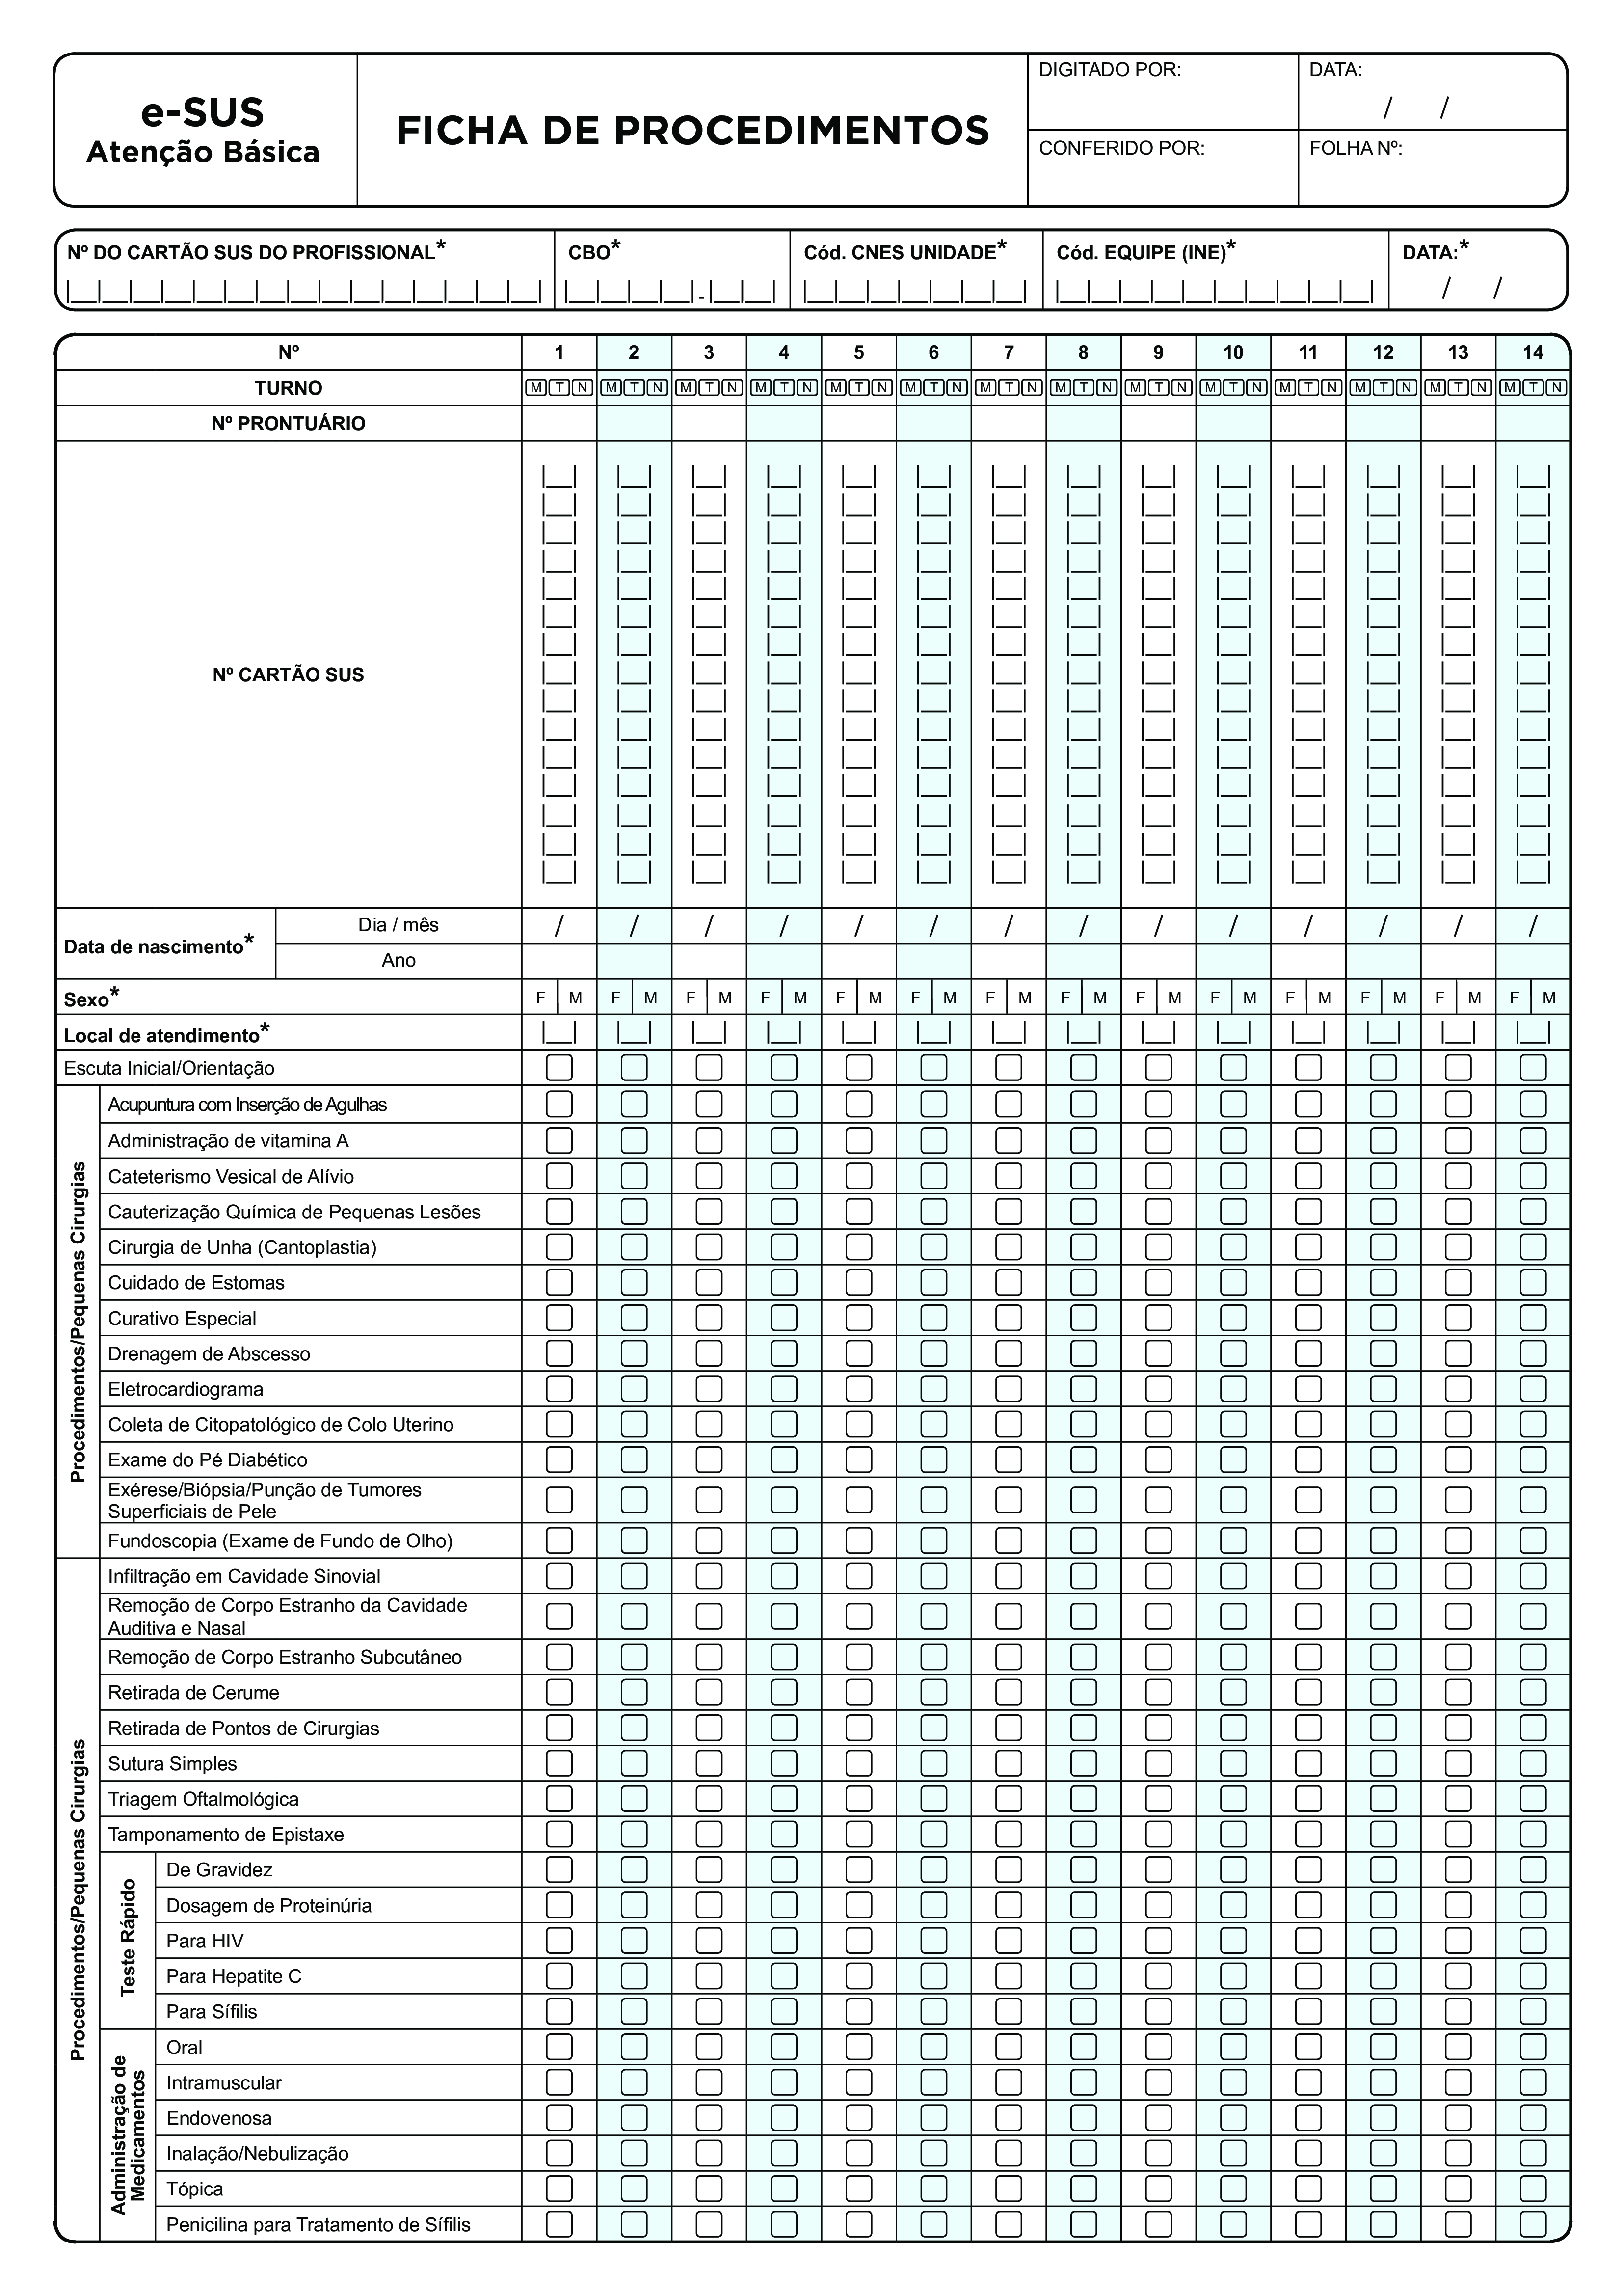 e-SUS
Atenção Básica
FICHA DE PROCEDIMENTOS
DIGITADO POR:
DATA:
/ /
CONFERIDO POR:
FOLHA Nº:
Nº DO CARTÃO SUS DO PROFISSIONAL*
CBO*
-
Cód. CNES UNIDADE*
Cód. EQUIPE (INE)*
DATA:*
/ /
Nº 1 2 3 4 5 6 7 8 9 10 11 12 13 14
TURNO M T N M T N M T N M T N M T N M T N M T N M T N M T N M T N M T N M T N M T N M T N
Nº PRONTUÁRIO
Nº CARTÃO SUS
Data de nascimento*
Dia / mês / / / / / / / / / / / / / /
Ano
Sexo* F M F M F M F M F M F M F M F M F M F M F M F M F M F M
Local de atendimento*
Escuta Inicial/Orientação
Procedimentos/Pequenas Cirurgias
Acupuntura com Inserção de Agulhas
Administração de vitamina A
Cateterismo Vesical de Alívio
Cauterização Química de Pequenas Lesões
Cirurgia de Unha (Cantoplastia)
Cuidado de Estomas
Curativo Especial
Drenagem de Abscesso
Eletrocardiograma
Coleta de Citopatológico de Colo Uterino
Exame do Pé Diabético
Exérese/Biópsia/Punção de Tumores
Superficiais de Pele
Fundoscopia (Exame de Fundo de Olho)
Procedimentos/Pequenas Cirurgias
Infiltração em Cavidade Sinovial
Remoção de Corpo Estranho da Cavidade
Auditiva e Nasal
Remoção de Corpo Estranho Subcutâneo
Retirada de Cerume
Retirada de Pontos de Cirurgias
Sutura Simples
Triagem Oftalmológica
Tamponamento de Epistaxe
Teste Rápido
De Gravidez
Dosagem de Proteinúria
Para HIV
Para Hepatite C
Para Sífilis
Administração de
Medicamentos
Oral
Intramuscular
Endovenosa
Inalação/Nebulização
Tópica
Penicilina para Tratamento de Sífilis